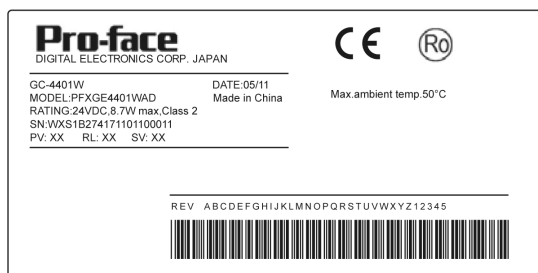 Pro-face
DIGITAL ELECTRONICS CORP. JAPAN
CE Ro
GC-4401W DATE:05/11
MODEL:PFXGE4401WAD Made in China
RATING:24VDC,8.7W max,Class 2
SN:WXS1B274171101100011
PV: XX RL: XX SV: XX
Max.ambient temp.50°C
REV ABCDEFGHIJKLMNOPQRSTUVWXYZ12345